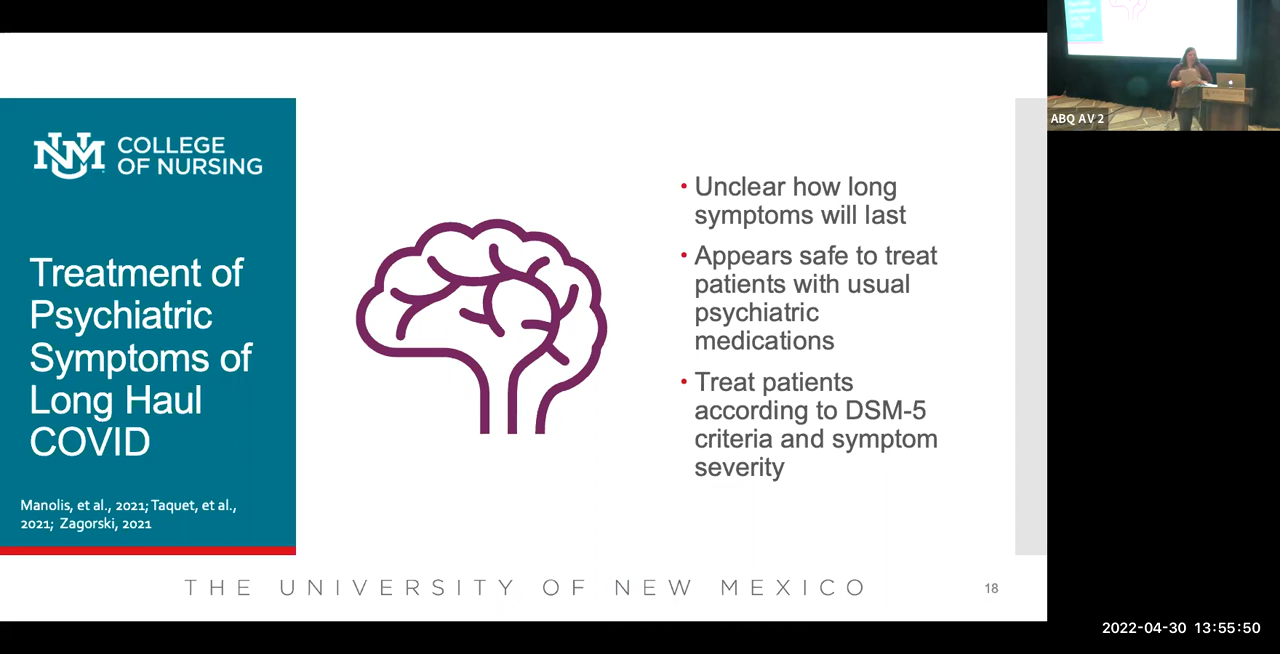 UNM COLLEGE
OF NURSING
Treatment of
Psychiatric
Symptoms of
Long Haul
COVID
Manolis, et al., 2021; Taquet, et al.,
2021; Zagorski, 2021
• Unclear how long
symptoms will last
• Appears safe to treat
patients with usual
psychiatric
medications
• Treat patients
according to DSM-5
criteria and symptom
severity
THE UNIVERSITY OF NEW MEXICO
18
ABQ AV 2
2022-04-30 13:55:50